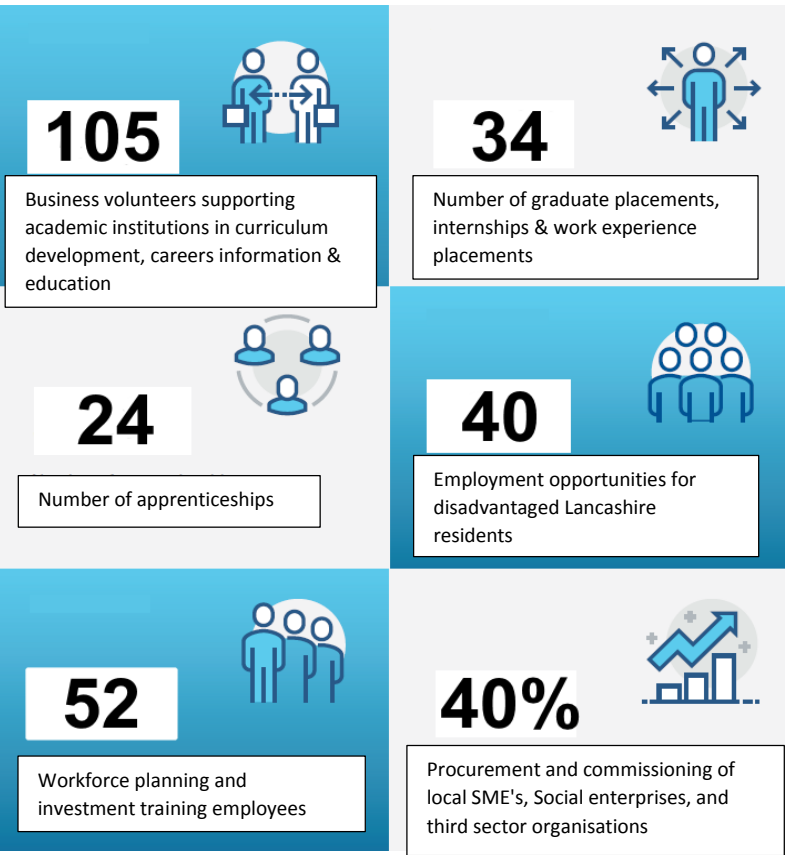 105
Business volunteers supporting
academic institutions in curriculum
development, careers information &
education
34
Number of graduate placements,
internships & work experience
placements
24
Number of apprenticeships
40
Employment opportunities for
disadvantaged Lancashire
residents
52
Workforce planning and
investment training employees
40%
Procurement and commissioning of
local SME's, Social enterprises, and
third sector organisations